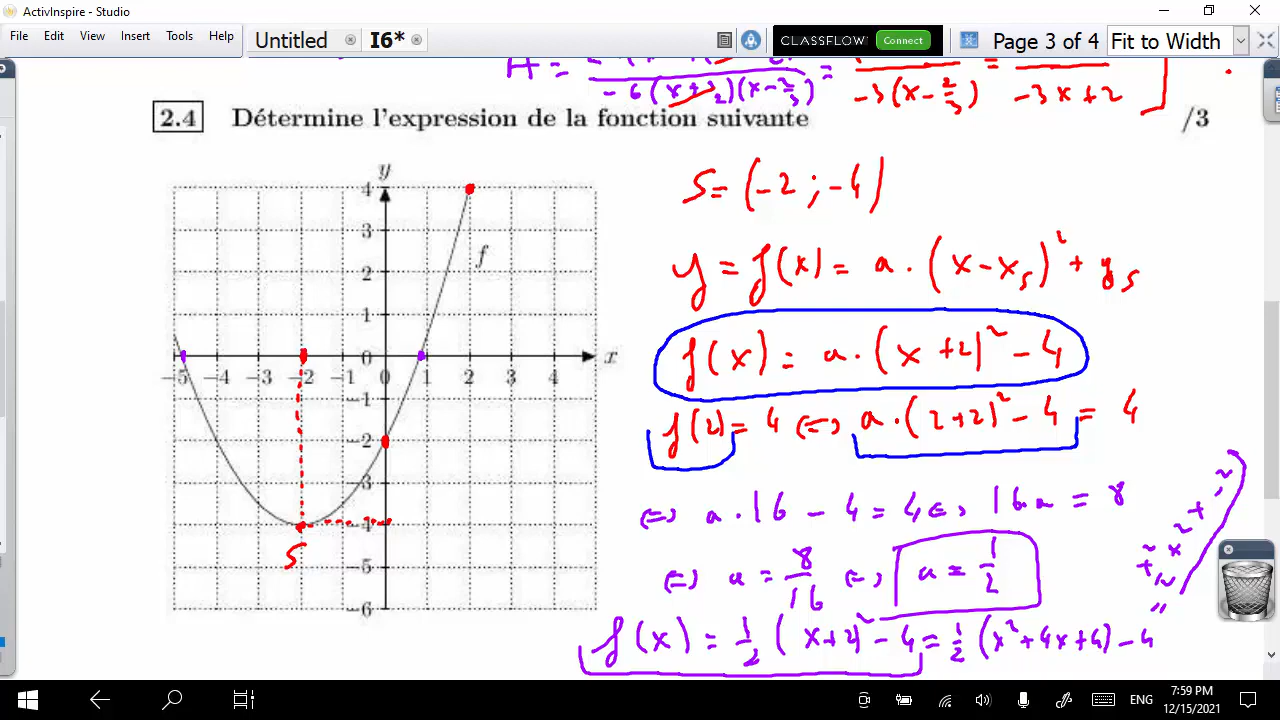 ActivInspire - Studio
File Edit View Insert Tools Help
Untitled I6*
CLASSFLOW Connect
Page 3 of 4 Fit to Width
-6(x+3/2)(x-2/3) = -3(x-2/3) = -3x+2
2.4 Détermine l'expression de la fonction suivante /3
y
4
3
2
1
0
-5 -4 -3 -2 -1 0 1 2 3 4 x
-1
-2
-3
-4
-5
-6
f
S
S=(-2 ; -4)
y = f(x) = a·(x-xs)²+ys
f(x) = a·(x+2)²-4
f(2) = 4 ⇔ a·(2+2)²-4 = 4
⇔ a·16-4=4 ⇔ 16a = 8
⇔ a = 8/16 ⇔ a = 1/2
f(x) = 1/2 (x+2)²-4 = 1/2 (x²+4x+4)-4
ENG
7:59 PM
12/15/2021